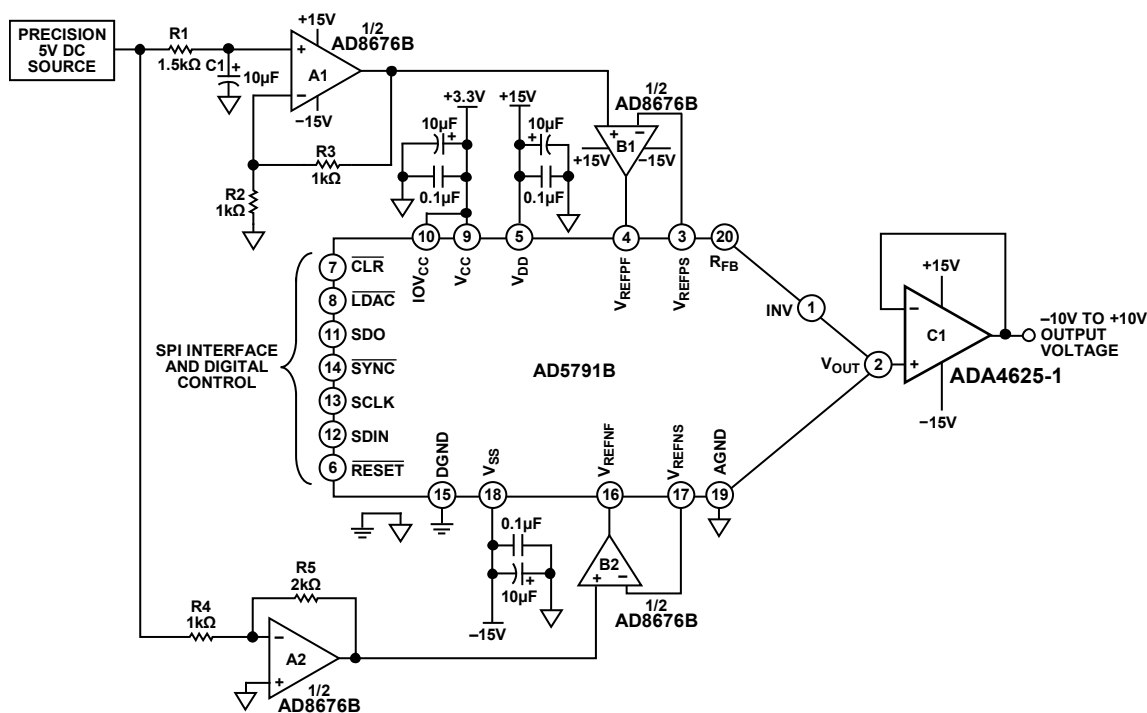 PRECISION
5V DC
SOURCE
R1
1.5kΩ
C1
+
10µF
+15V
1/2
AD8676B
+
A1
−
−15V
R3
1kΩ
R2
1kΩ
+3.3V
10µF
+
0.1µF
+15V
10µF
+
0.1µF
1/2
AD8676B
+
−
+15V
B1
−15V
10
9
5
4
3
20
IOVCC
VCC
VDD
VREFPF
VREFPS
RFB
SPI INTERFACE
AND DIGITAL
CONTROL
7
CLR
8
LDAC
11
SDO
14
SYNC
13
SCLK
12
SDIN
6
RESET
AD5791B
INV
1
VOUT
2
+15V
−
C1
+
−15V
ADA4625-1
−10V TO +10V
OUTPUT
VOLTAGE
DGND
VSS
VREFNF
VREFNS
AGND
15
18
16
17
19
0.1µF
+
10µF
−15V
B2
+
−
1/2
AD8676B
R5
2kΩ
R4
1kΩ
−
A2
+
1/2
AD8676B